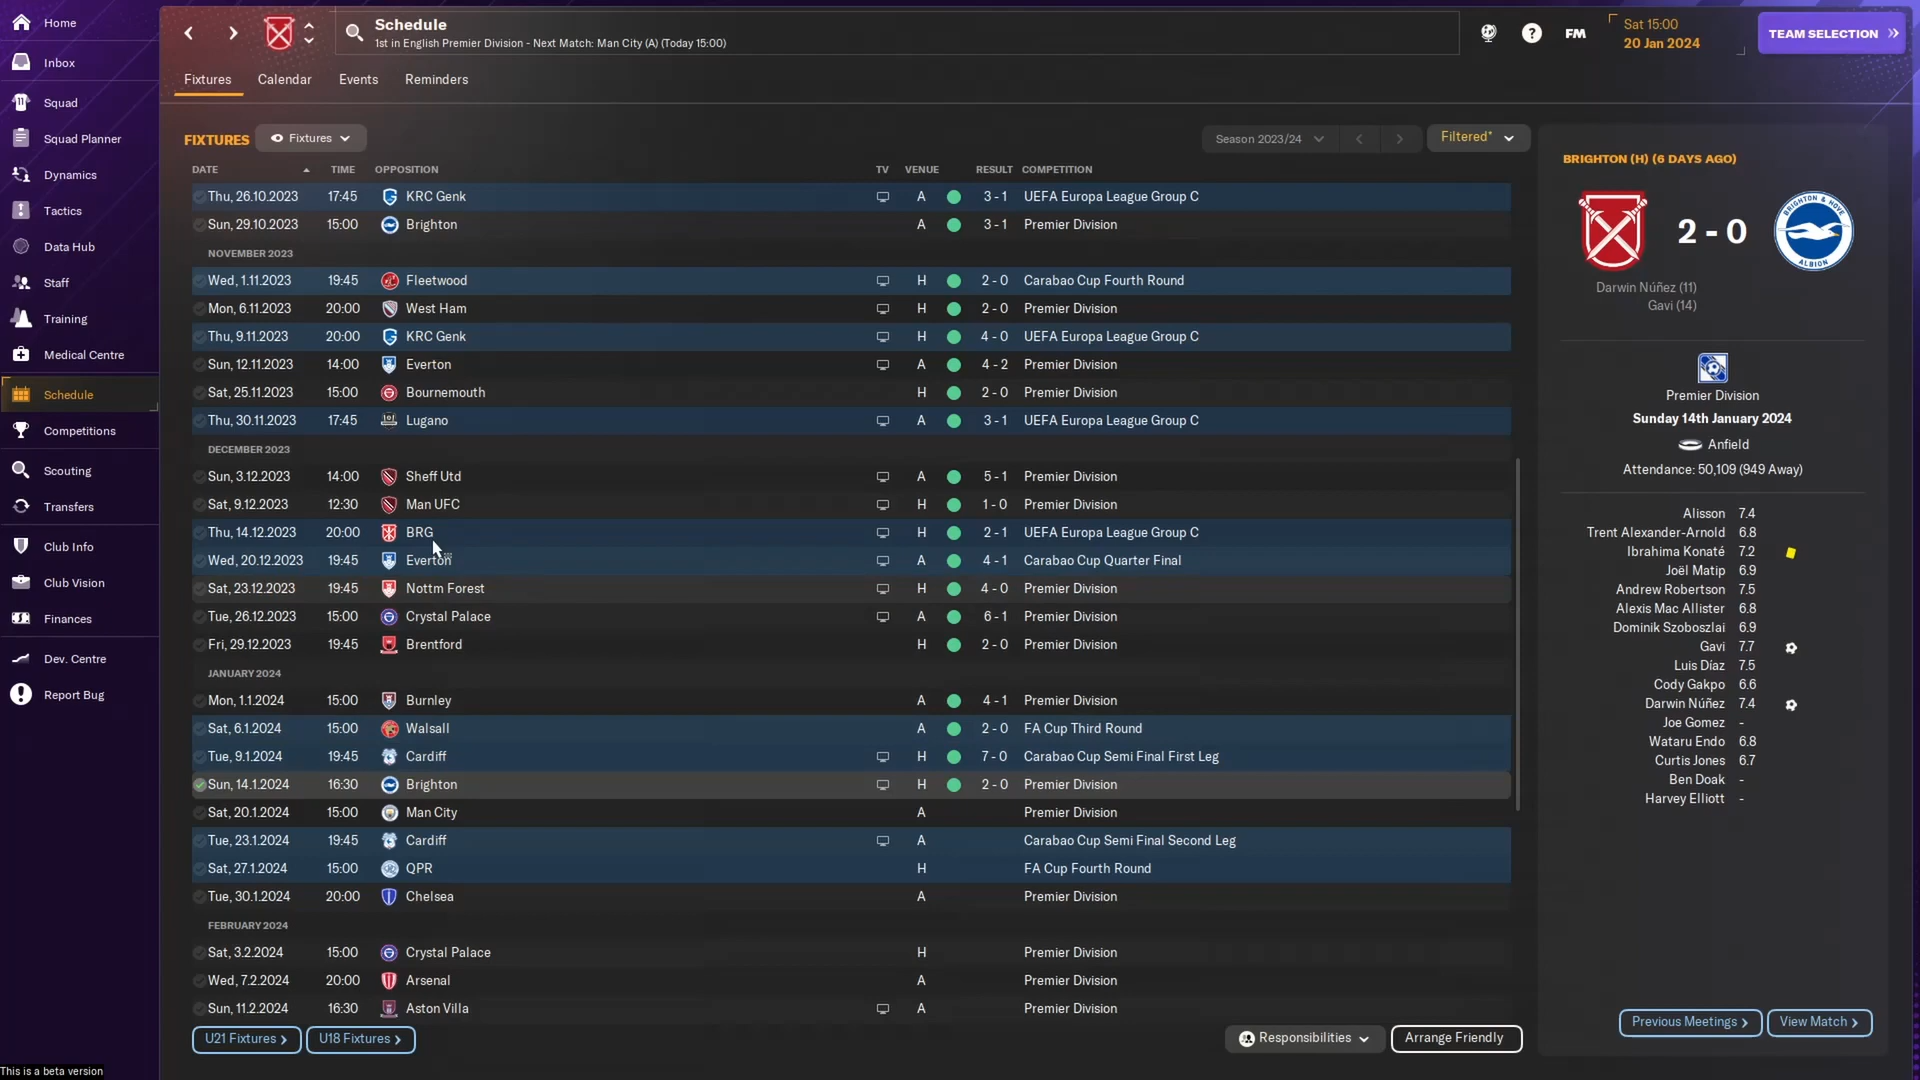 Home
Inbox
Squad
Squad Planner
Dynamics
Tactics
Data Hub
Staff
Training
Medical Centre
Schedule
Competitions
Scouting
Transfers
Club Info
Club Vision
Finances
Dev. Centre
Report Bug
This is a beta version
Schedule
1st in English Premier Division - Next Match: Man City (A) (Today 15:00)
FM
Sat 15:00
20 Jan 2024
TEAM SELECTION
Fixtures Calendar Events Reminders
FIXTURES Fixtures Season 2023/24 Filtered*
DATE TIME OPPOSITION TV VENUE RESULT COMPETITION
Thu, 26.10.2023 17:45 KRC Genk A 3 - 1 UEFA Europa League Group C
Sun, 29.10.2023 15:00 Brighton A 3 - 1 Premier Division
NOVEMBER 2023
Wed, 1.11.2023 19:45 Fleetwood H 2 - 0 Carabao Cup Fourth Round
Mon, 6.11.2023 20:00 West Ham H 2 - 0 Premier Division
Thu, 9.11.2023 20:00 KRC Genk H 4 - 0 UEFA Europa League Group C
Sun, 12.11.2023 14:00 Everton A 4 - 2 Premier Division
Sat, 25.11.2023 15:00 Bournemouth H 2 - 0 Premier Division
Thu, 30.11.2023 17:45 Lugano A 3 - 1 UEFA Europa League Group C
DECEMBER 2023
Sun, 3.12.2023 14:00 Sheff Utd A 5 - 1 Premier Division
Sat, 9.12.2023 12:30 Man UFC H 1 - 0 Premier Division
Thu, 14.12.2023 20:00 BRG H 2 - 1 UEFA Europa League Group C
Wed, 20.12.2023 19:45 Everton A 4 - 1 Carabao Cup Quarter Final
Sat, 23.12.2023 19:45 Nottm Forest H 4 - 0 Premier Division
Tue, 26.12.2023 15:00 Crystal Palace A 6 - 1 Premier Division
Fri, 29.12.2023 19:45 Brentford H 2 - 0 Premier Division
JANUARY 2024
Mon, 1.1.2024 15:00 Burnley A 4 - 1 Premier Division
Sat, 6.1.2024 15:00 Walsall A 2 - 0 FA Cup Third Round
Tue, 9.1.2024 19:45 Cardiff H 7 - 0 Carabao Cup Semi Final First Leg
Sun, 14.1.2024 16:30 Brighton H 2 - 0 Premier Division
Sat, 20.1.2024 15:00 Man City A Premier Division
Tue, 23.1.2024 19:45 Cardiff A Carabao Cup Semi Final Second Leg
Sat, 27.1.2024 15:00 QPR H FA Cup Fourth Round
Tue, 30.1.2024 20:00 Chelsea A Premier Division
FEBRUARY 2024
Sat, 3.2.2024 15:00 Crystal Palace H Premier Division
Wed, 7.2.2024 20:00 Arsenal A Premier Division
Sun, 11.2.2024 16:30 Aston Villa A Premier Division
U21 Fixtures U18 Fixtures Responsibilities Arrange Friendly
BRIGHTON (H) (6 DAYS AGO)
2 - 0
BRIGHTON & HOVE
ALBION
Darwin Núñez (11)
Gavi (14)
Premier Division
Sunday 14th January 2024
Anfield
Attendance: 50,109 (949 Away)
Alisson 7.4
Trent Alexander-Arnold 6.8
Ibrahima Konaté 7.2
Joël Matip 6.9
Andrew Robertson 7.5
Alexis Mac Allister 6.8
Dominik Szoboszlai 6.9
Gavi 7.7
Luis Díaz 7.5
Cody Gakpo 6.6
Darwin Núñez 7.4
Joe Gomez -
Wataru Endo 6.8
Curtis Jones 6.7
Ben Doak -
Harvey Elliott -
Previous Meetings View Match